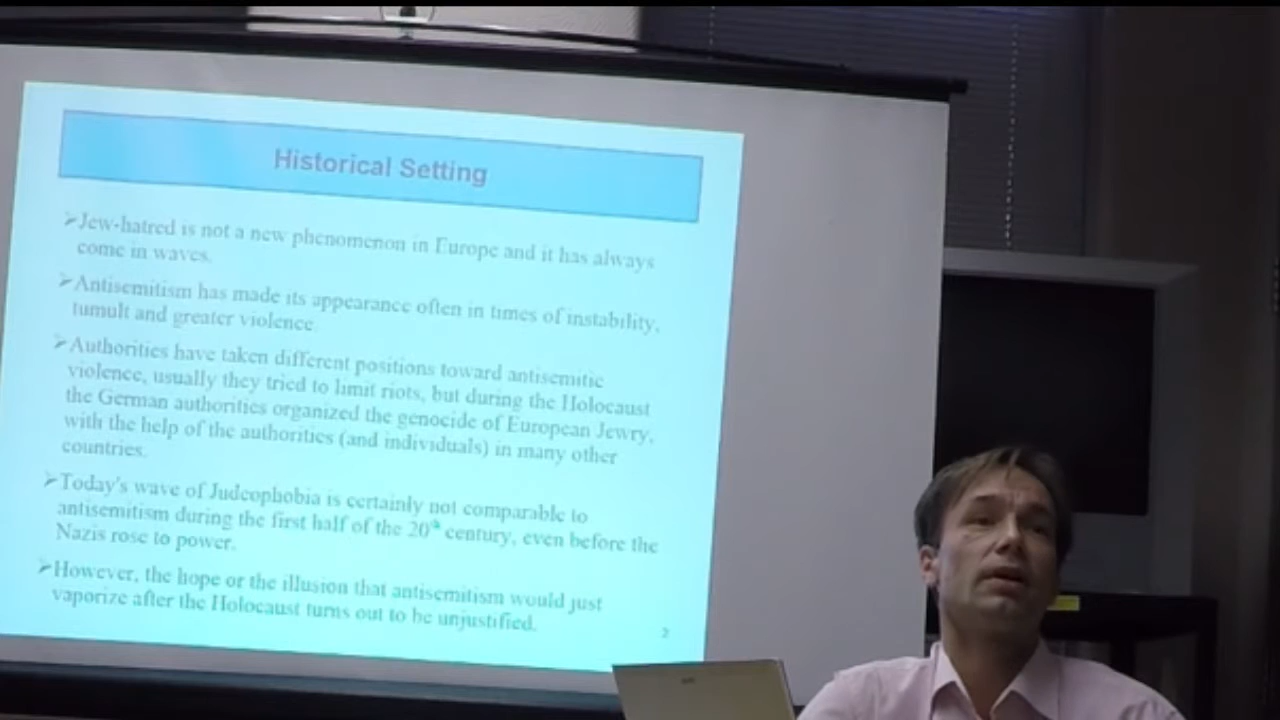 Historical Setting
➢Jew-hatred is not a new phenomenon in Europe and it has always
come in waves.
➢Antisemitism has made its appearance often in times of instability,
tumult and greater violence.
➢Authorities have taken different positions toward antisemitic
violence, usually they tried to limit riots, but during the Holocaust
the German authorities organized the genocide of European Jewry,
with the help of the authorities (and individuals) in many other
countries.
➢Today's wave of Judeophobia is certainly not comparable to
antisemitism during the first half of the 20th century, even before the
Nazis rose to power.
➢However, the hope or the illusion that antisemitism would just
vaporize after the Holocaust turns out to be unjustified.
2